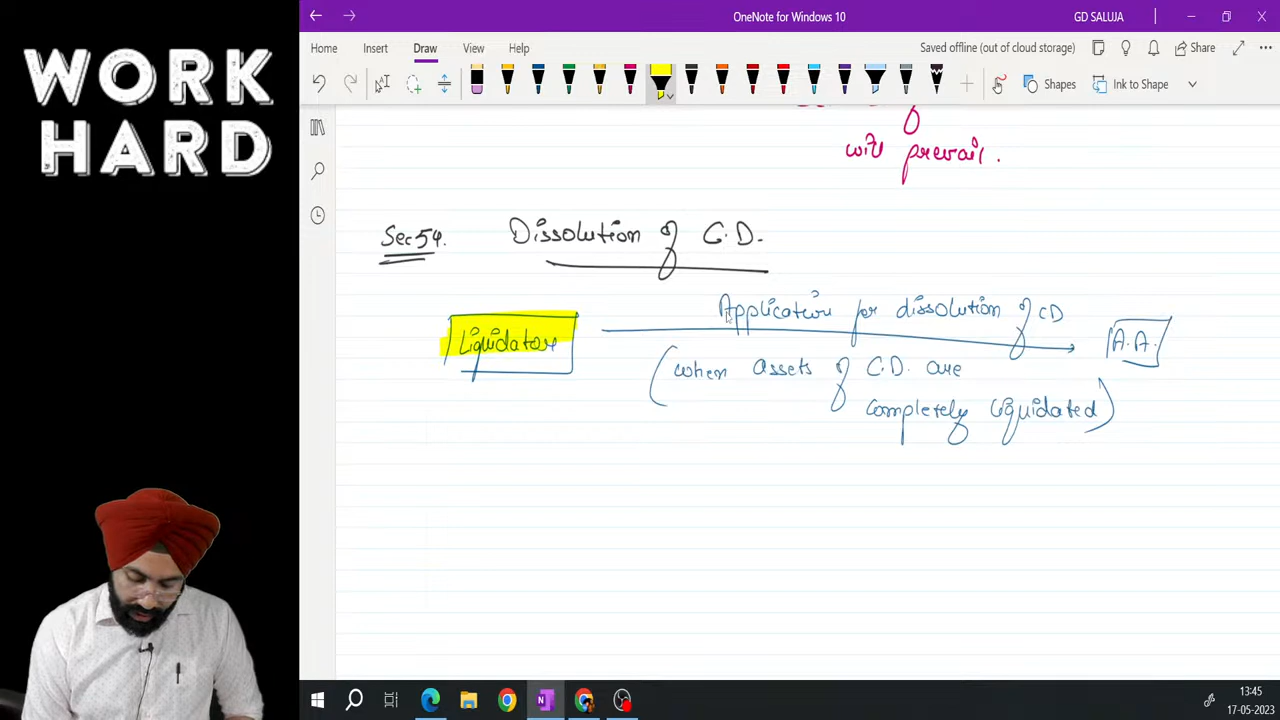 WORK
HARD
OneNote for Windows 10
GD SALUJA
Home Insert Draw View Help
Saved offline (out of cloud storage)
Share
Shapes
Ink to Shapes
will prevail.
Sec 54. Dissolution of C.D.
Application for dissolution of CD
Liquidator
A.A.
(when assets of C.D. are
completely liquidated)
13:45
17-05-2023